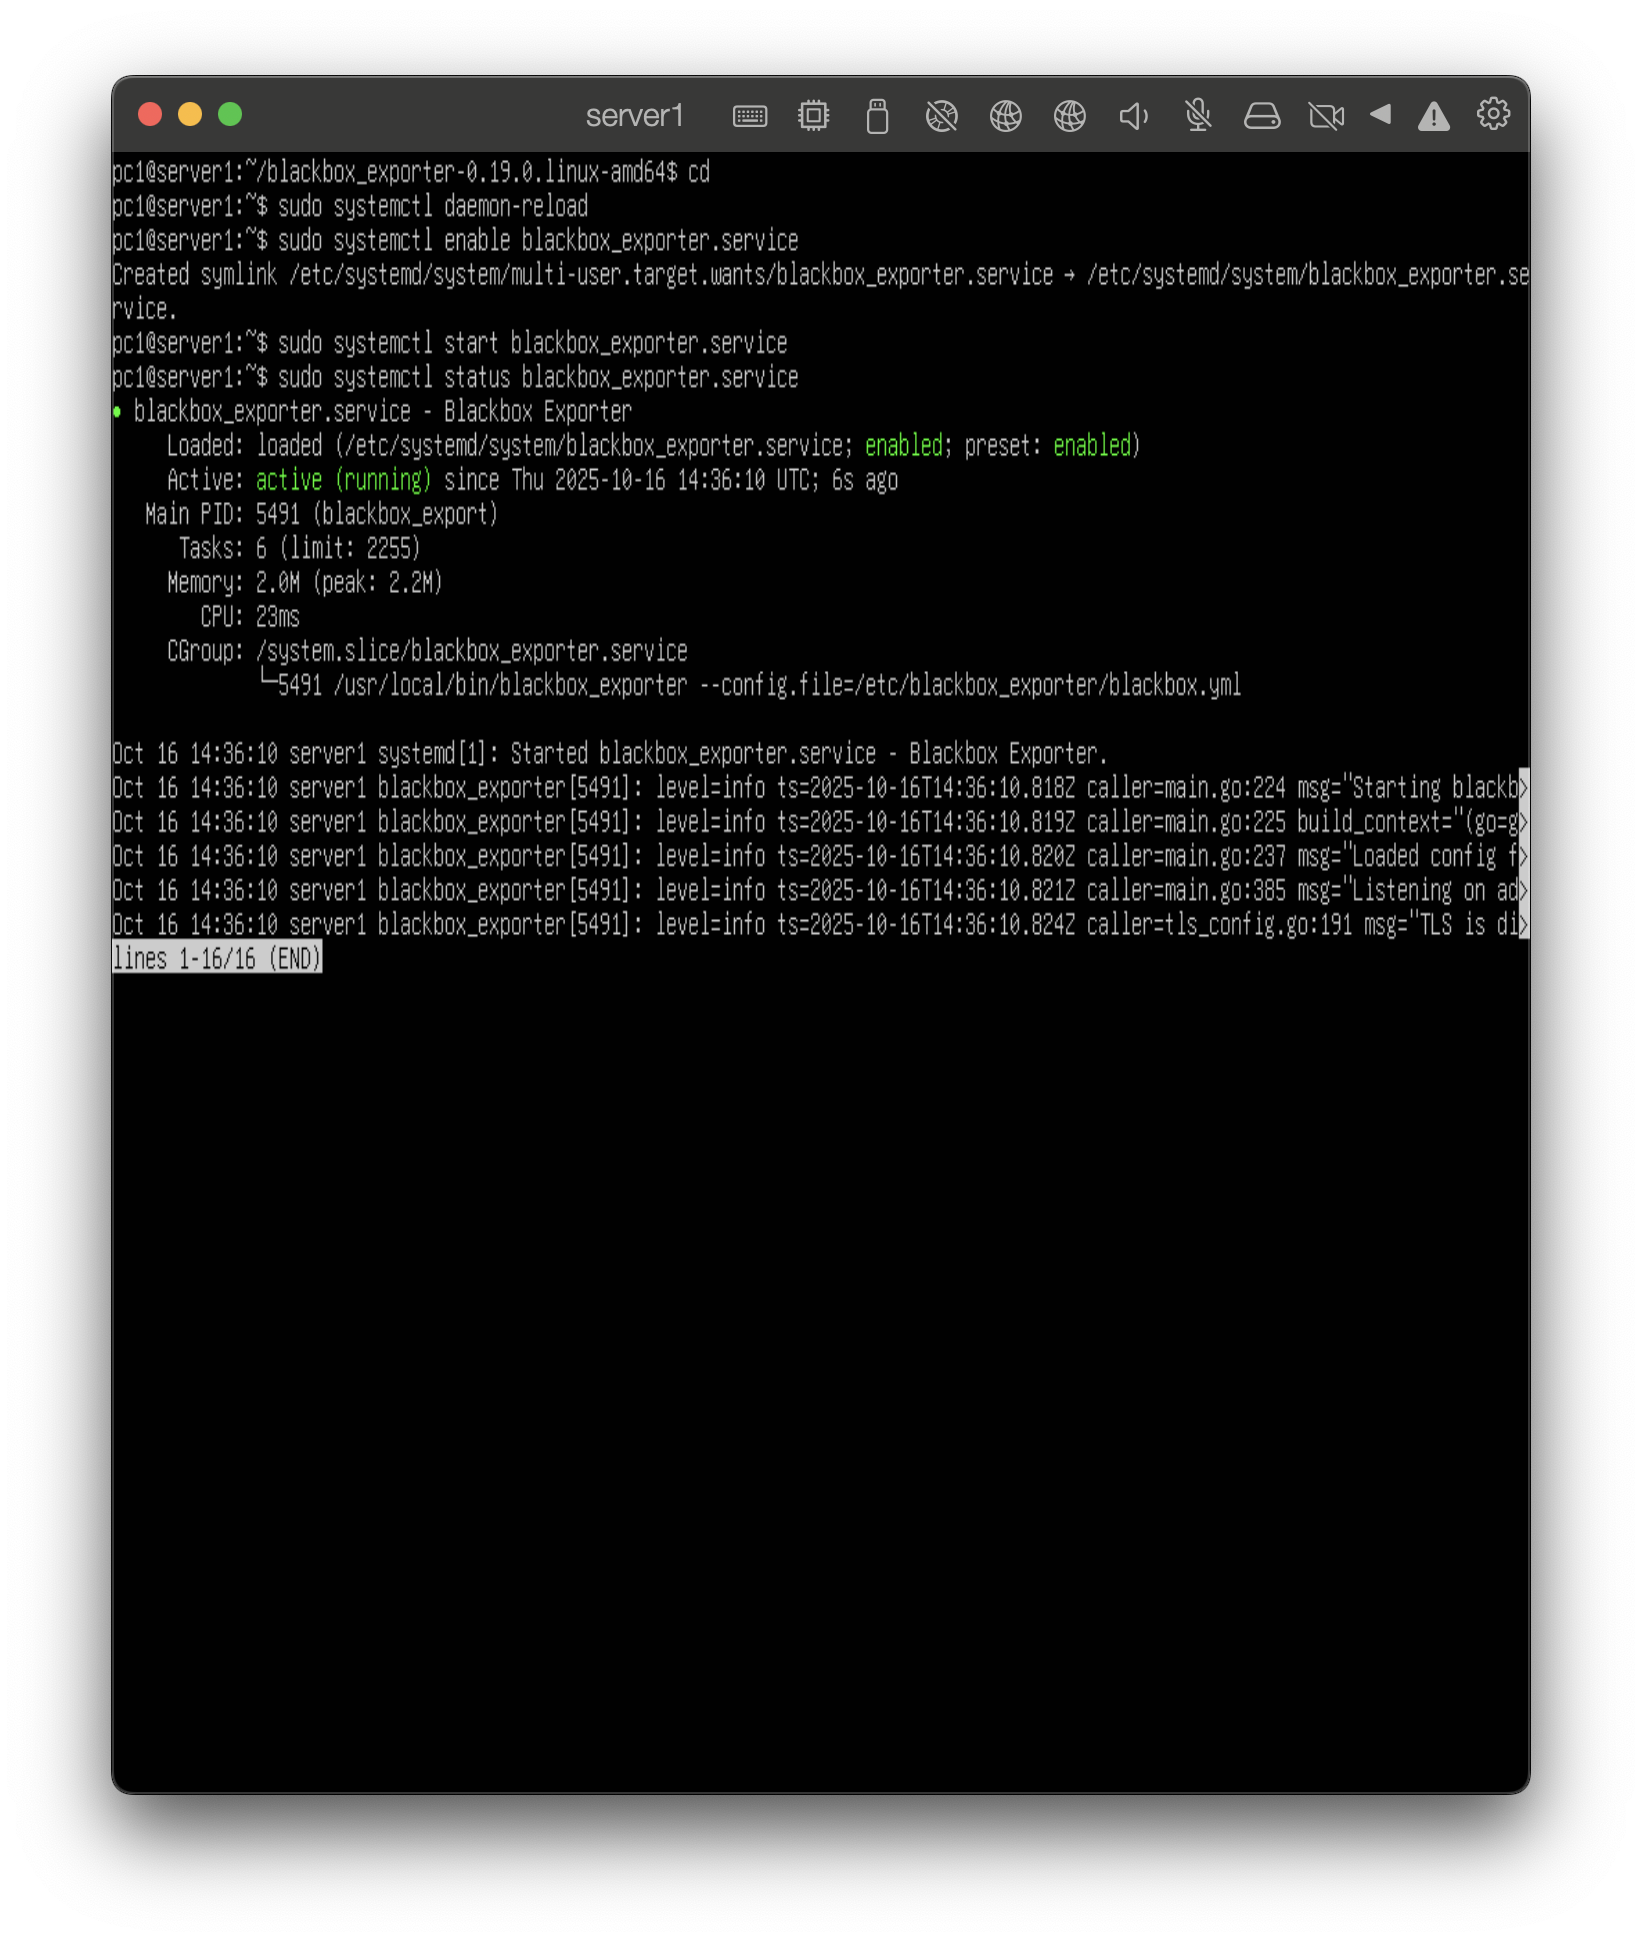 server1
pc1@server1:~/blackbox_exporter-0.19.0.linux-amd64$ cd
pc1@server1:~$ sudo systemctl daemon-reload
pc1@server1:~$ sudo systemctl enable blackbox_exporter.service
Created symlink /etc/systemd/system/multi-user.target.wants/blackbox_exporter.service → /etc/systemd/system/blackbox_exporter.se
rvice.
pc1@server1:~$ sudo systemctl start blackbox_exporter.service
pc1@server1:~$ sudo systemctl status blackbox_exporter.service
● blackbox_exporter.service - Blackbox Exporter
     Loaded: loaded (/etc/systemd/system/blackbox_exporter.service; enabled; preset: enabled)
     Active: active (running) since Thu 2025-10-16 14:36:10 UTC; 6s ago
   Main PID: 5491 (blackbox_export)
      Tasks: 6 (limit: 2255)
     Memory: 2.0M (peak: 2.2M)
        CPU: 23ms
     CGroup: /system.slice/blackbox_exporter.service
             └─5491 /usr/local/bin/blackbox_exporter --config.file=/etc/blackbox_exporter/blackbox.yml
Oct 16 14:36:10 server1 systemd[1]: Started blackbox_exporter.service - Blackbox Exporter.
Oct 16 14:36:10 server1 blackbox_exporter[5491]: level=info ts=2025-10-16T14:36:10.818Z caller=main.go:224 msg="Starting blackb>
Oct 16 14:36:10 server1 blackbox_exporter[5491]: level=info ts=2025-10-16T14:36:10.819Z caller=main.go:225 build_context="(go=g>
Oct 16 14:36:10 server1 blackbox_exporter[5491]: level=info ts=2025-10-16T14:36:10.820Z caller=main.go:237 msg="Loaded config f>
Oct 16 14:36:10 server1 blackbox_exporter[5491]: level=info ts=2025-10-16T14:36:10.821Z caller=main.go:385 msg="Listening on ad>
Oct 16 14:36:10 server1 blackbox_exporter[5491]: level=info ts=2025-10-16T14:36:10.824Z caller=tls_config.go:191 msg="TLS is di>
lines 1-16/16 (END)